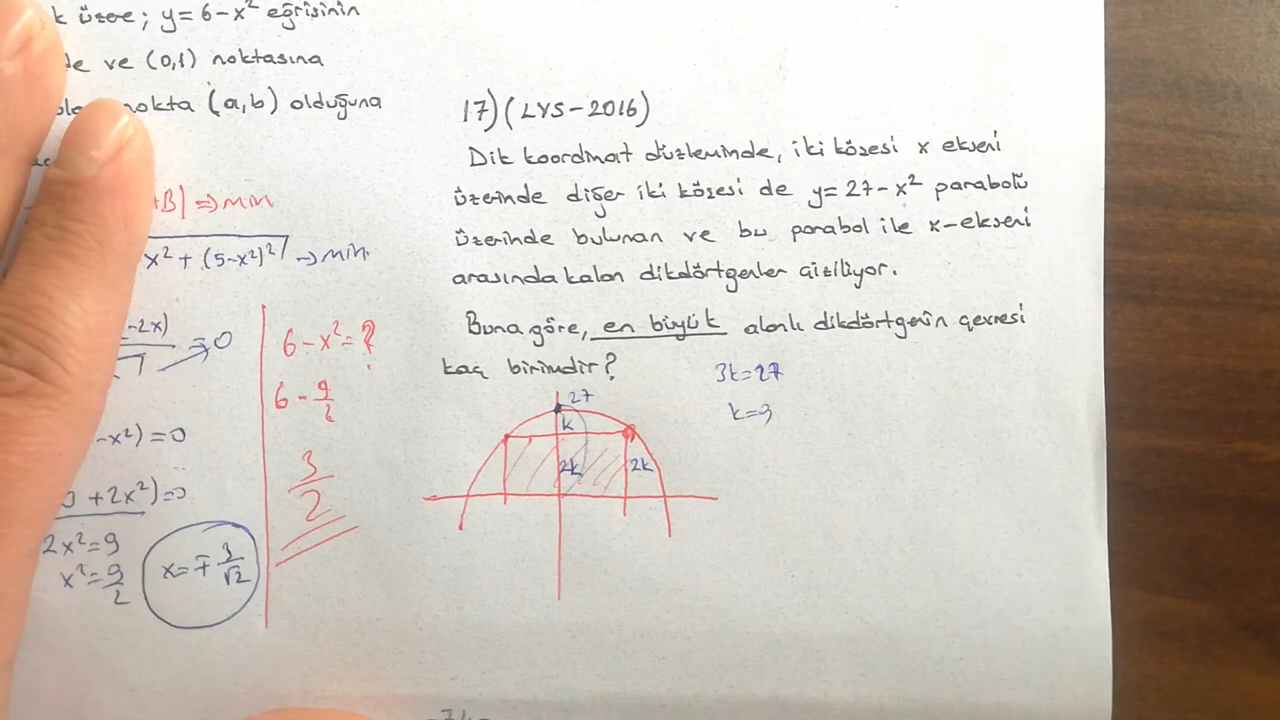 k üzere; y=6-x² eğrisinin
de ve (0,1) noktasına
nokta (a,b) olduğuna
+B| ⇒ min
x² + (5-x²)² → min.
-2x)
→0
-x²)=0
+2x²)=0
2x²=9
x²=9/2
x=∓3/√2
6-x²=?
6-9/2
3/2
17)(LYS-2016)
Dik koordinat düzleminde, iki kösesi x ekseni
üzerinde diğer iki kösesi de y=27-x² parabolü
üzerinde bulunan ve bu parabol ile x-ekseni
arasında kalan dikdörtgenler çiziliyor.
Buna göre, en büyük alanlı dikdörtgenin çevresi
kaç birimdir?
3k=27
k=9
27
k
2k
2k